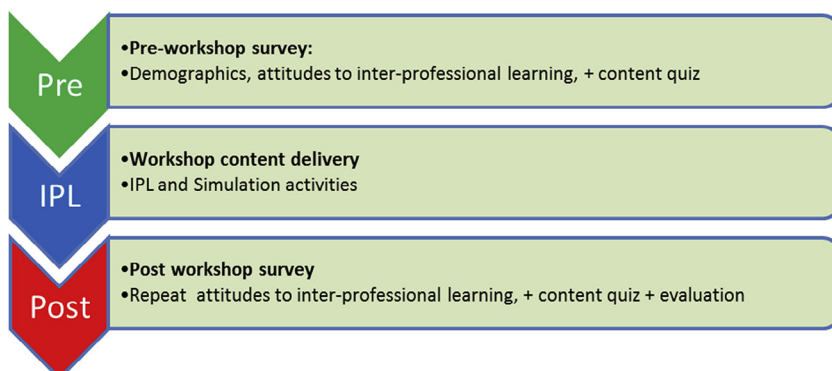 Pre
•Pre-workshop survey:
•Demographics, attitudes to inter-professional learning, + content quiz
IPL
•Workshop content delivery
•IPL and Simulation activities
Post
•Post workshop survey
•Repeat attitudes to inter-professional learning, + content quiz + evaluation